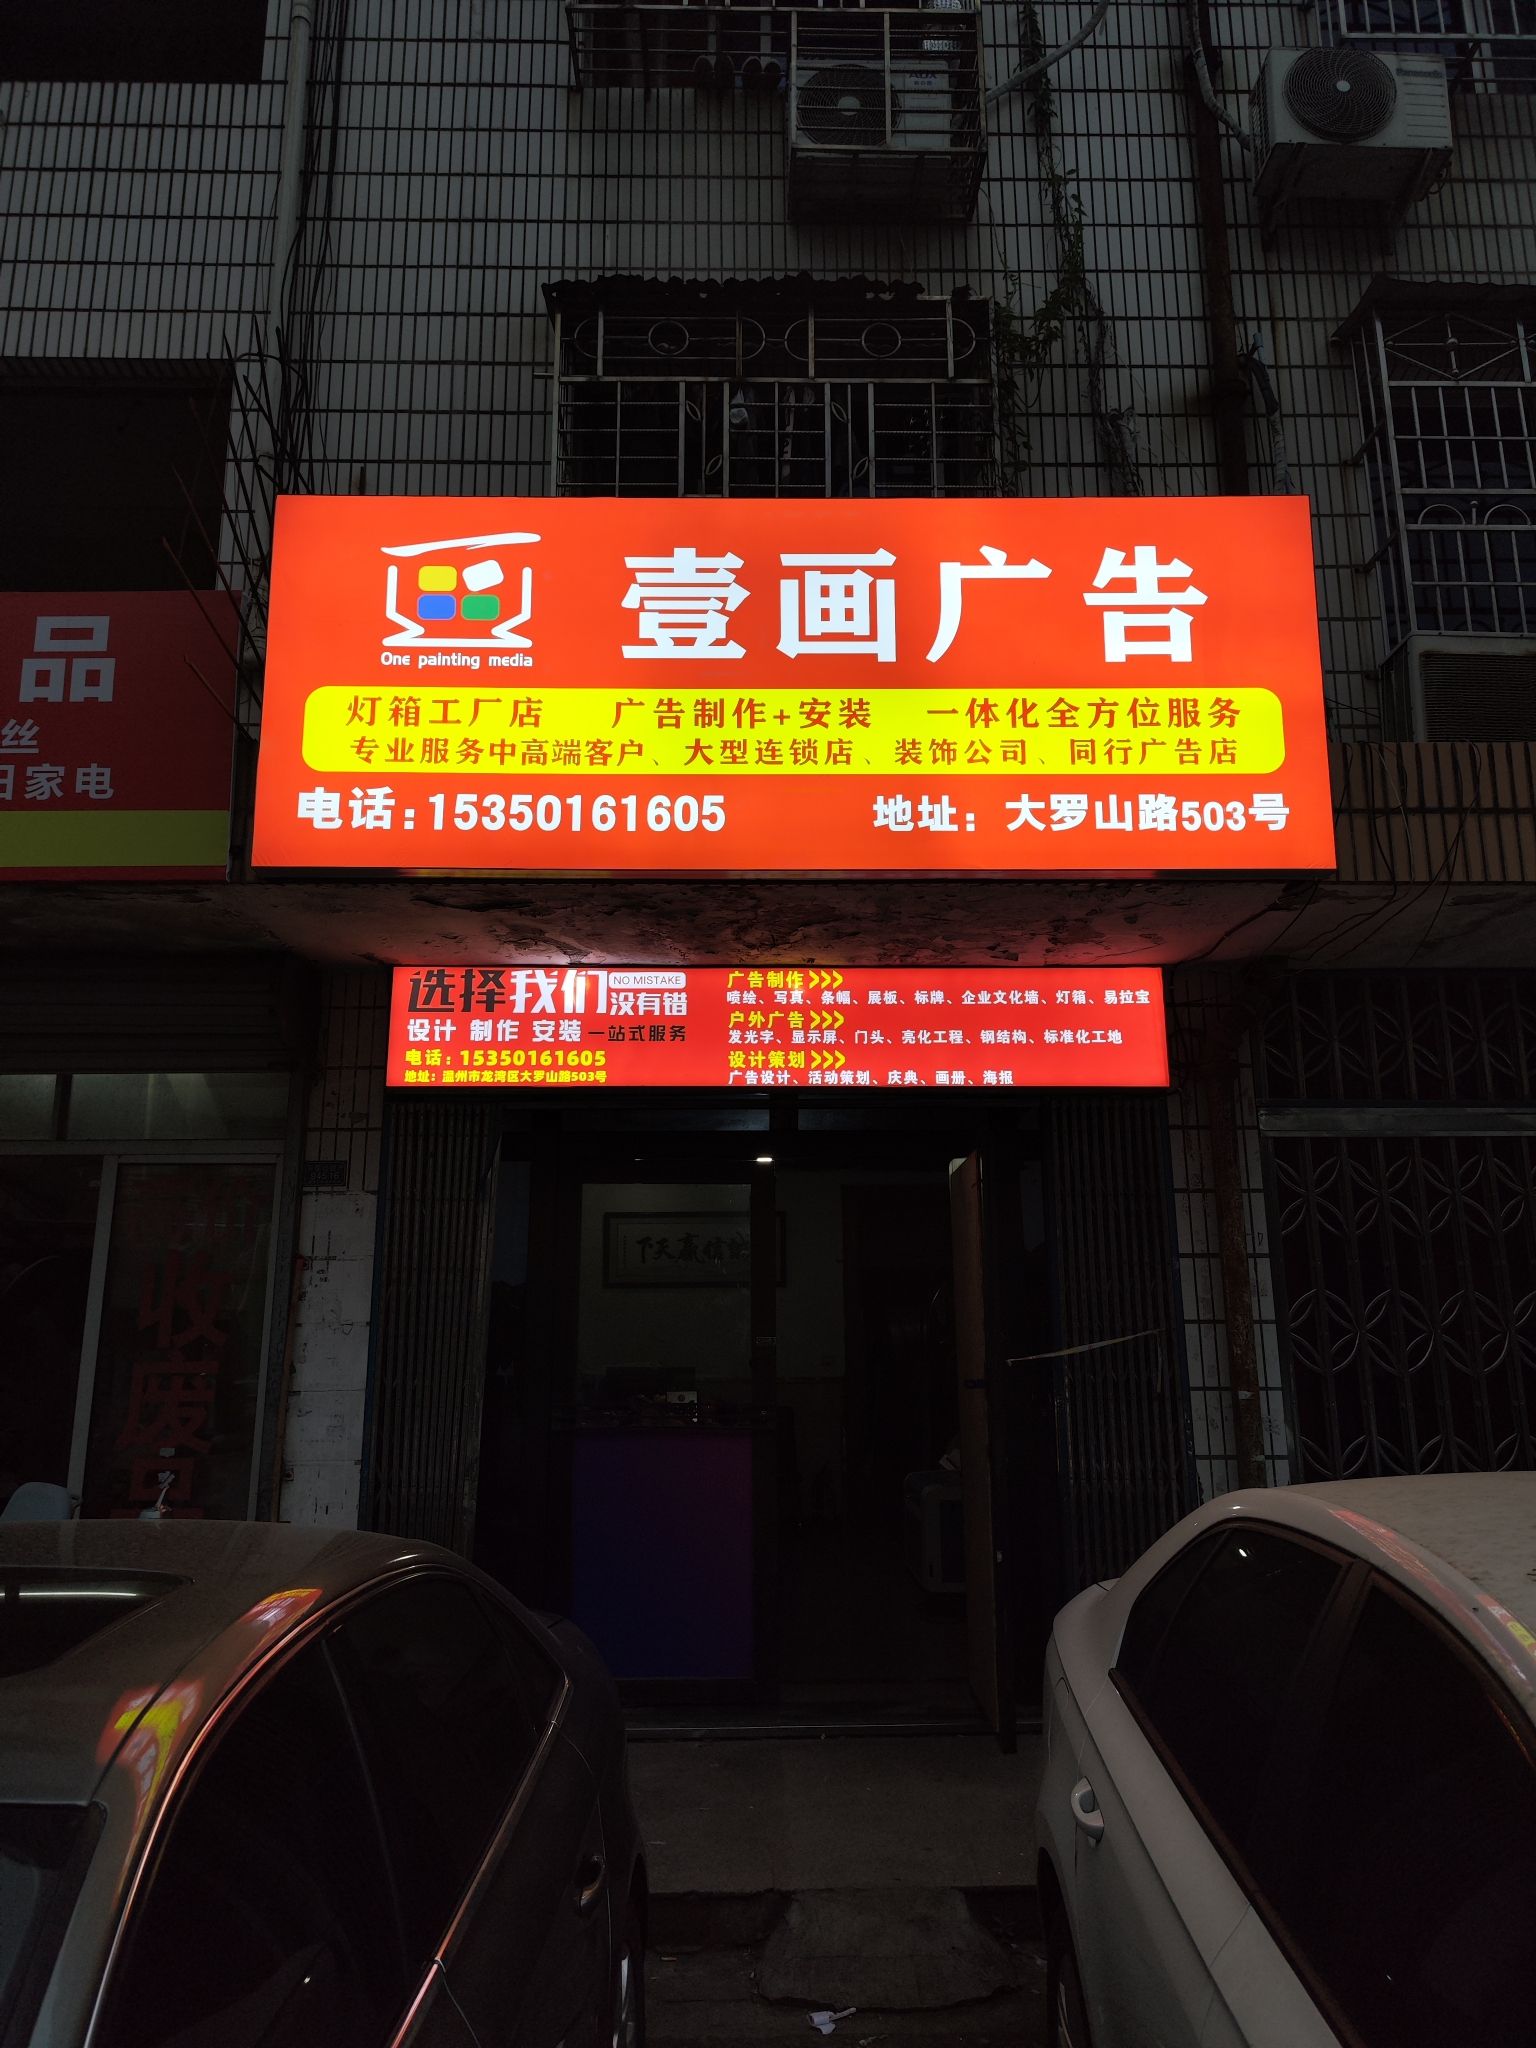 One painting media
壹画广告
灯箱工厂店 广告制作+安装 一体化全方位服务
专业服务中高端客户、大型连锁店、装饰公司、同行广告店
电话:15350161605 地址：大罗山路503号
品
丝
旧家电
选择我们 NO MISTAKE 没有错
设计 制作 安装 一站式服务
电话：15350161605
地址：温州市龙湾区大罗山路503号
广告制作>>>
喷绘、写真、条幅、展板、标牌、企业文化墙、灯箱、易拉宝
户外广告>>>
发光字、显示屏、门头、亮化工程、钢结构、标准化工地
设计策划>>>
广告设计、活动策划、庆典、画册、海报
AUX
下天赢信
收废品